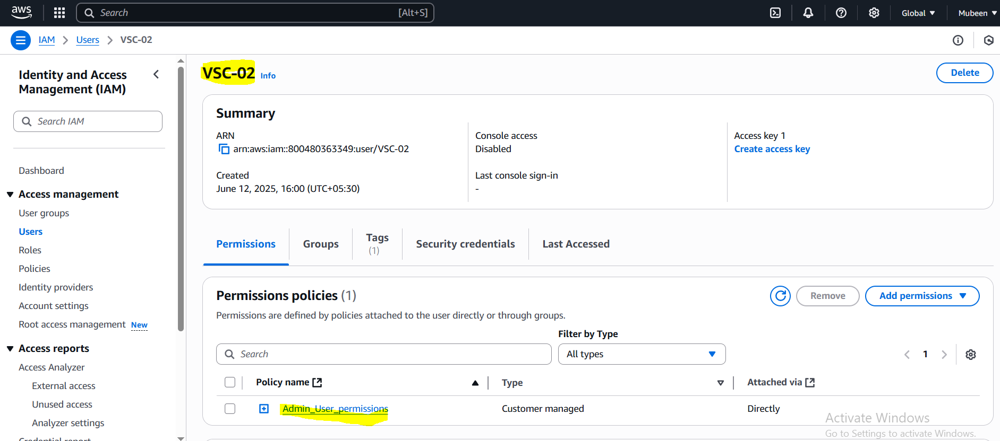 aws
Search
[Alt+S]
Global
Mubeen
IAM
Users
VSC-02
Identity and Access
Management (IAM)
Search IAM
Dashboard
Access management
User groups
Users
Roles
Policies
Identity providers
Account settings
Root access management New
Access reports
Access Analyzer
External access
Unused access
Analyzer settings
Credential report
VSC-02 Info
Delete
Summary
ARN
arn:aws:iam::800480363349:user/VSC-02
Created
June 12, 2025, 16:00 (UTC+05:30)
Console access
Disabled
Last console sign-in
-
Access key 1
Create access key
Permissions
Groups
Tags
(1)
Security credentials
Last Accessed
Permissions policies (1)
Remove
Add permissions
Permissions are defined by policies attached to the user directly or through groups.
Filter by Type
Search
All types
1
Policy name
Type
Attached via
Admin_User_permissions
Customer managed
Directly
Activate Windows
Go to Settings to activate Windows.